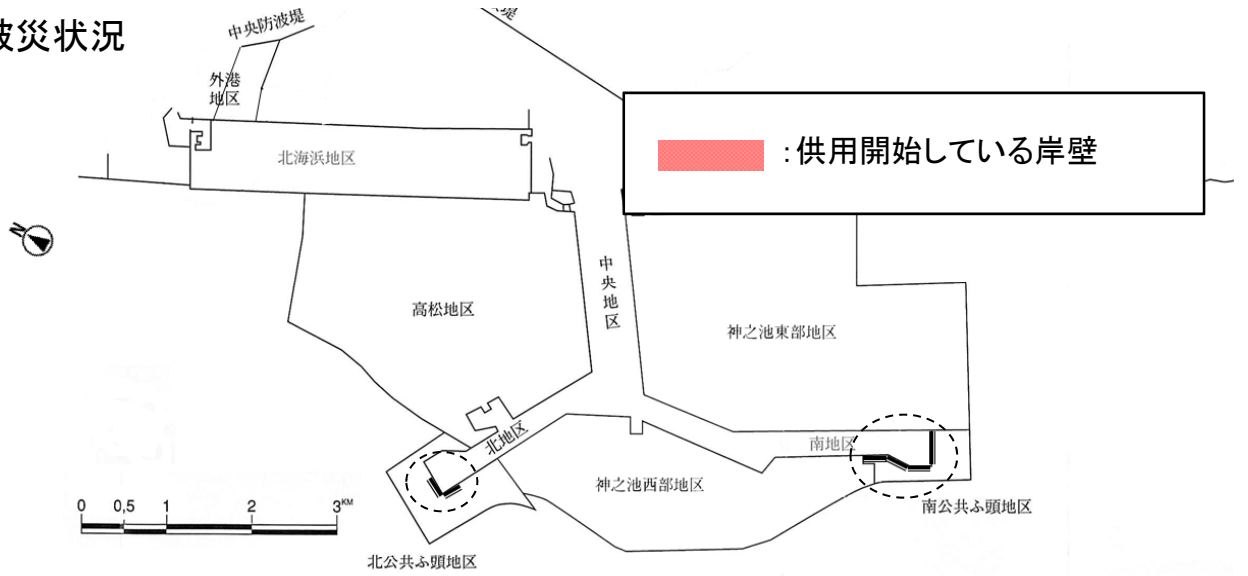 被災状況
中央防波堤
堤
外港
地区
北海浜地区
：供用開始している岸壁
N
高松地区
中央地区
神之池東部地区
北地区
南地区
神之池西部地区
南公共ふ頭地区
0 0,5 1 2 3KM
北公共ふ頭地区